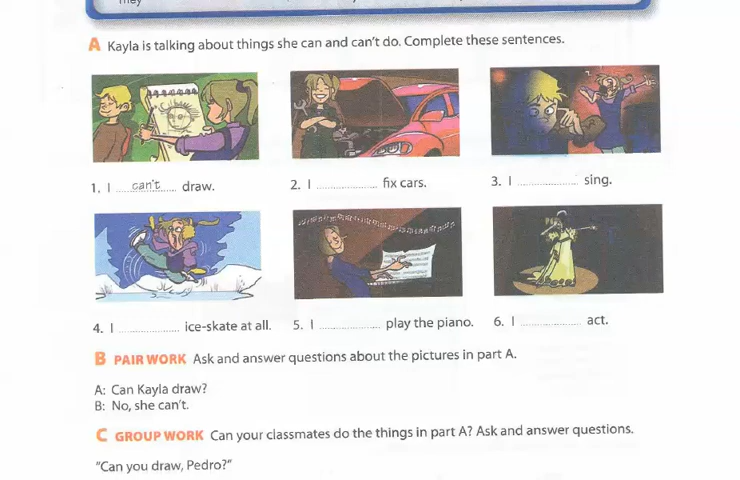 They
A Kayla is talking about things she can and can't do. Complete these sentences.
1. I ....can't..... draw.
2. I ................... fix cars.
3. I ................... sing.
4. I ................... ice-skate at all.
5. I ................... play the piano.
6. I ................... act.
B PAIR WORK Ask and answer questions about the pictures in part A.
A: Can Kayla draw?
B: No, she can't.
C GROUP WORK Can your classmates do the things in part A? Ask and answer questions.
"Can you draw, Pedro?"